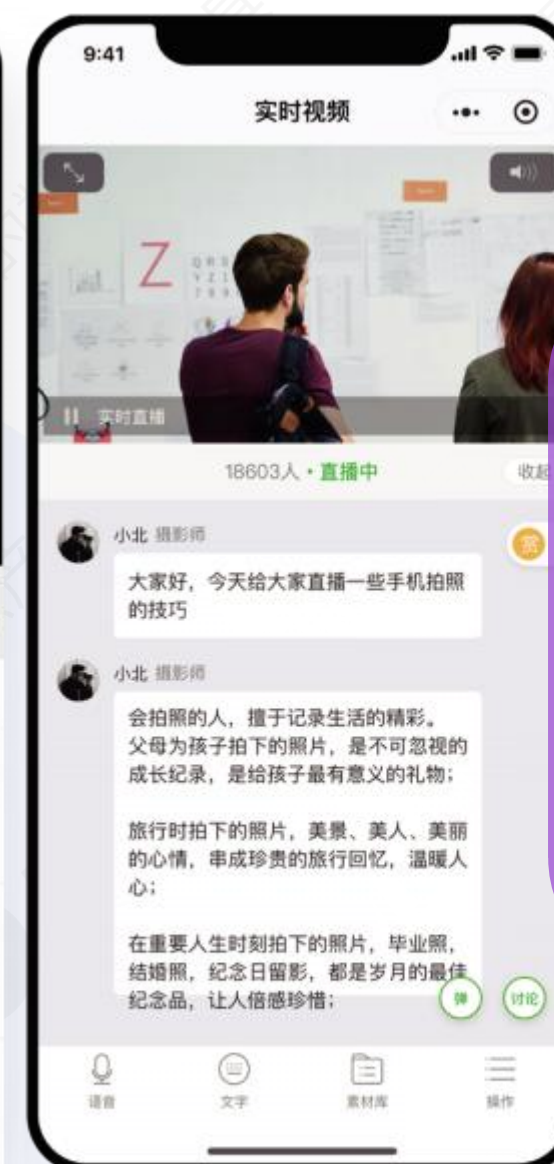 9:41
实时视频
Z
实时直播
18603人·直播中
收起
小北 摄影师
赏
大家好，今天给大家直播一些手机拍照
的技巧
小北 摄影师
会拍照的人，擅于记录生活的精彩。
父母为孩子拍下的照片，是不可忽视的
成长纪录，是给孩子最有意义的礼物；
旅行时拍下的照片，美景、美人、美丽
的心情，串成珍贵的旅行回忆，温暖人
心；
在重要人生时刻拍下的照片，毕业照，
结婚照，纪念日留影，都是岁月的最佳
纪念品，让人倍感珍惜；
弹
讨论
语音
文字
素材库
操作